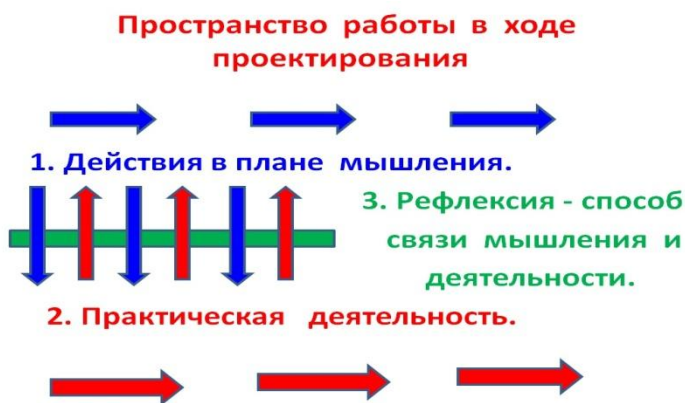 Пространство работы в ходе
проектирования
1. Действия в плане мышления.
3. Рефлексия - способ
связи мышления и
деятельности.
2. Практическая деятельность.